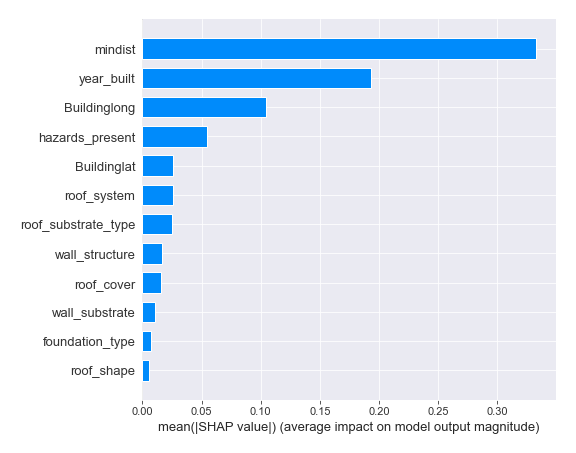 mindist
year_built
Buildinglong
hazards_present
Buildinglat
roof_system
roof_substrate_type
wall_structure
roof_cover
wall_substrate
foundation_type
roof_shape
0.00 0.05 0.10 0.15 0.20 0.25 0.30
mean(|SHAP value|) (average impact on model output magnitude)